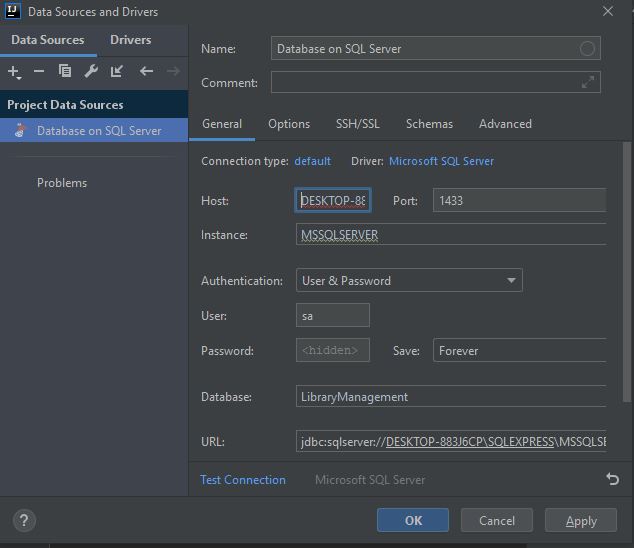 IJ Data Sources and Drivers
Data Sources Drivers
Name: Database on SQL Server
Comment:
Project Data Sources
Database on SQL Server
Problems
General Options SSH/SSL Schemas Advanced
Connection type: default Driver: Microsoft SQL Server
Host: DESKTOP-88 Port: 1433
Instance: MSSQLSERVER
Authentication: User & Password
User: sa
Password: <hidden> Save: Forever
Database: LibraryManagement
URL: jdbc:sqlserver://DESKTOP-883J6CP\SQLEXPRESS\MSSQLSE
Test Connection Microsoft SQL Server
? OK Cancel Apply